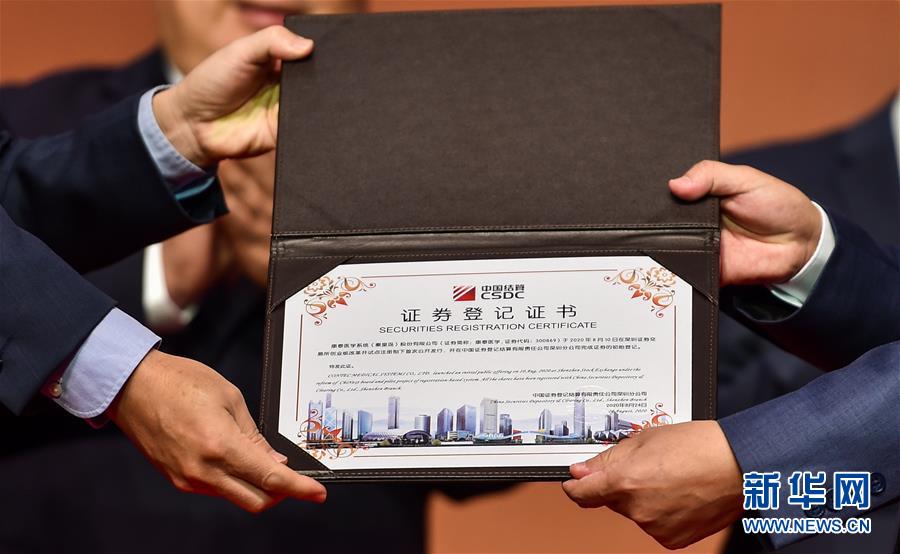 中国结算
CSDC
证券登记证书
SECURITIES REGISTRATION CERTIFICATE
康泰医学系统（秦皇岛）股份有限公司（证券简称：康泰医学，证券代码：300869）于 2020 年 8 月 10 日在深圳证券交
易所创业板改革并试点注册制下首次公开发行，并在中国证券登记结算有限责任公司深圳分公司完成证券的初始登记。
特发此证。
CONTEC MEDICAL SYSTEMS CO., LTD. launched an initial public offering on 10 Aug. 2020 at Shenzhen Stock Exchange under the
reform of ChiNext board and pilot project of registration-based system. All the shares have been registered with China Securities Depository &
Clearing Co., Ltd., Shenzhen Branch
中国证券登记结算有限责任公司深圳分公司
China Securities Depository & Clearing Co., Ltd., Shenzhen Branch
2020年8月24日
24 August, 2020
新华网
WWW.NEWS.CN